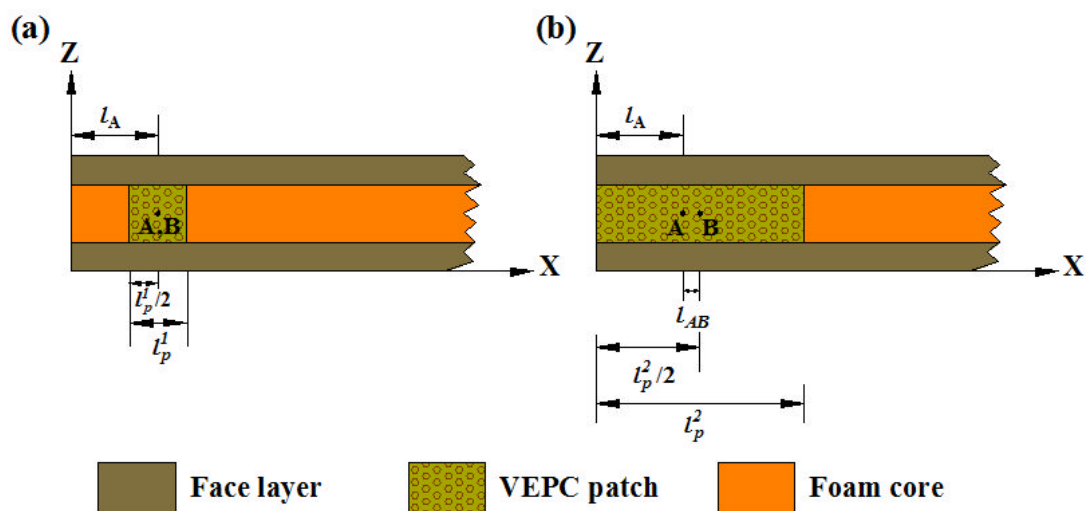 (a)
Z
l_A
A,B
X
l_p^1/2
l_p^1
(b)
Z
l_A
A B
X
l_AB
l_p^2/2
l_p^2
Face layer
VEPC patch
Foam core